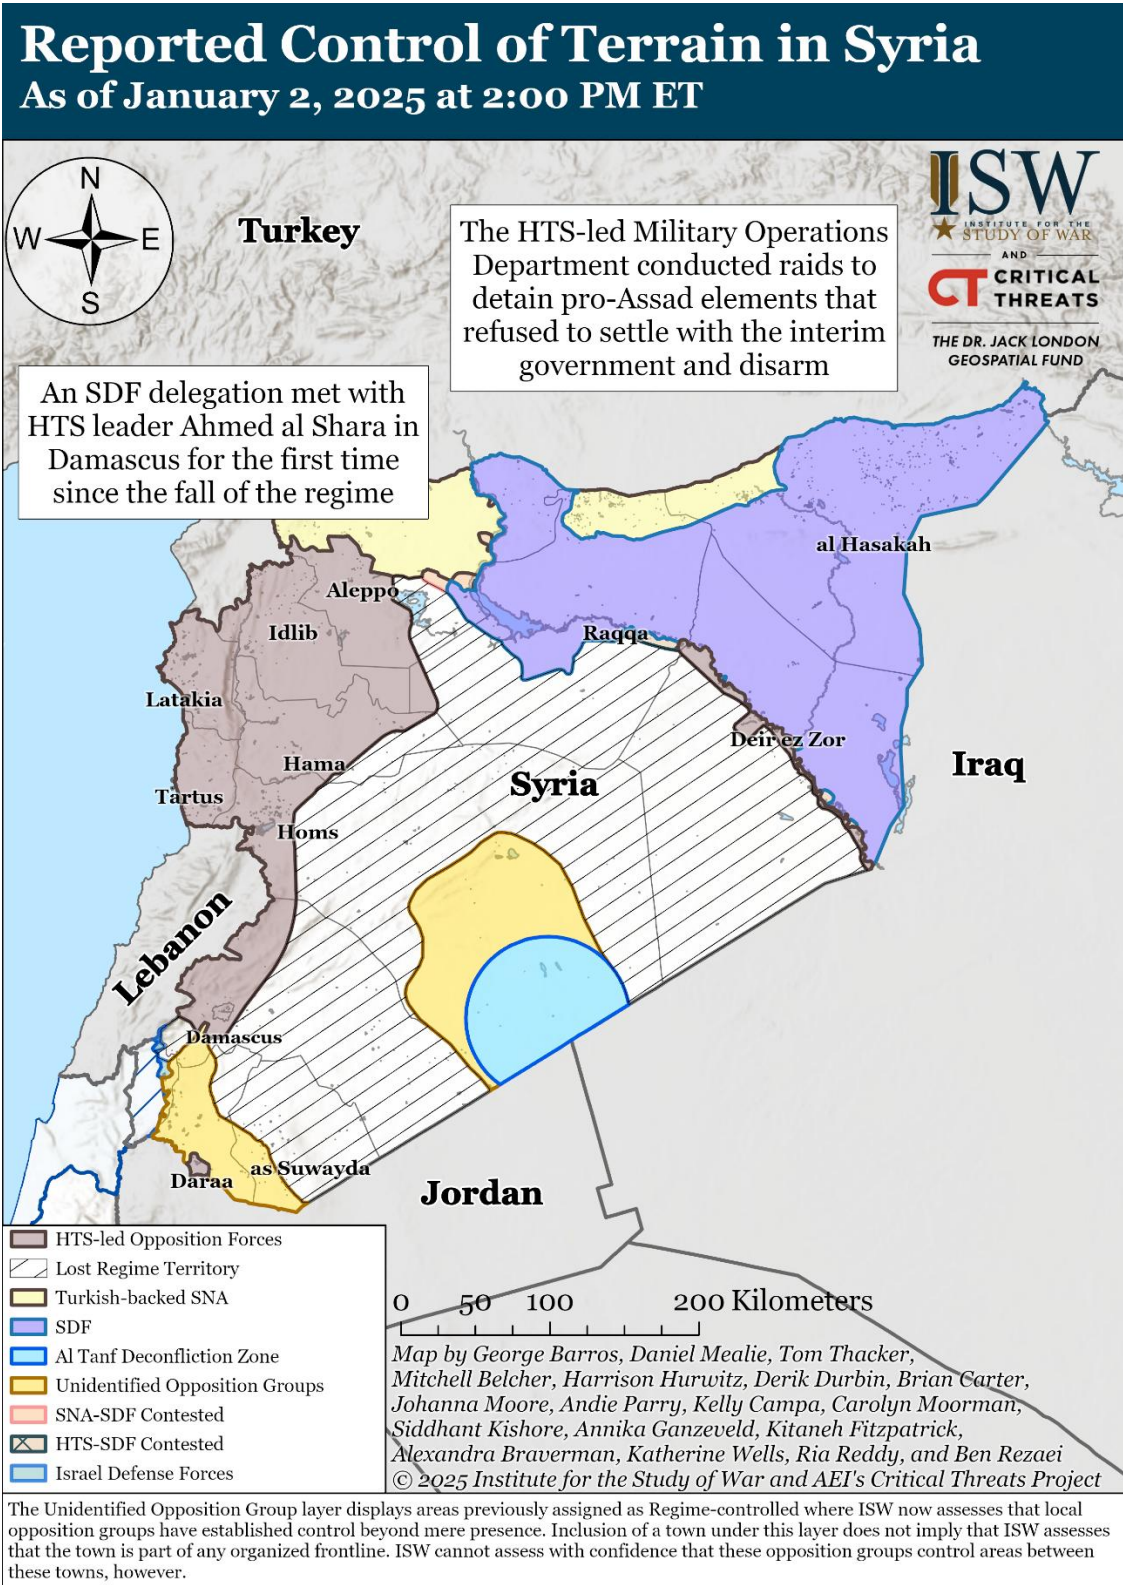 Reported Control of Terrain in Syria
As of January 2, 2025 at 2:00 PM ET
N
W
E
S
Turkey
ISW
INSTITUTE FOR THE
STUDY OF WAR
AND
CT CRITICAL
THREATS
THE DR. JACK LONDON
GEOSPATIAL FUND
The HTS-led Military Operations
Department conducted raids to
detain pro-Assad elements that
refused to settle with the interim
government and disarm
An SDF delegation met with
HTS leader Ahmed al Shara in
Damascus for the first time
since the fall of the regime
al Hasakah
Aleppo
Idlib
Raqqa
Latakia
Deir ez Zor
Hama
Iraq
Syria
Tartus
Homs
Lebanon
Damascus
Daraa
as Suwayda
Jordan
HTS-led Opposition Forces
Lost Regime Territory
Turkish-backed SNA
SDF
Al Tanf Deconfliction Zone
Unidentified Opposition Groups
SNA-SDF Contested
HTS-SDF Contested
Israel Defense Forces
0 50 100 200 Kilometers
Map by George Barros, Daniel Mealie, Tom Thacker,
Mitchell Belcher, Harrison Hurwitz, Derik Durbin, Brian Carter,
Johanna Moore, Andie Parry, Kelly Campa, Carolyn Moorman,
Siddhant Kishore, Annika Ganzeveld, Kitaneh Fitzpatrick,
Alexandra Braverman, Katherine Wells, Ria Reddy, and Ben Rezaei
© 2025 Institute for the Study of War and AEI's Critical Threats Project
The Unidentified Opposition Group layer displays areas previously assigned as Regime-controlled where ISW now assesses that local
opposition groups have established control beyond mere presence. Inclusion of a town under this layer does not imply that ISW assesses
that the town is part of any organized frontline. ISW cannot assess with confidence that these opposition groups control areas between
these towns, however.